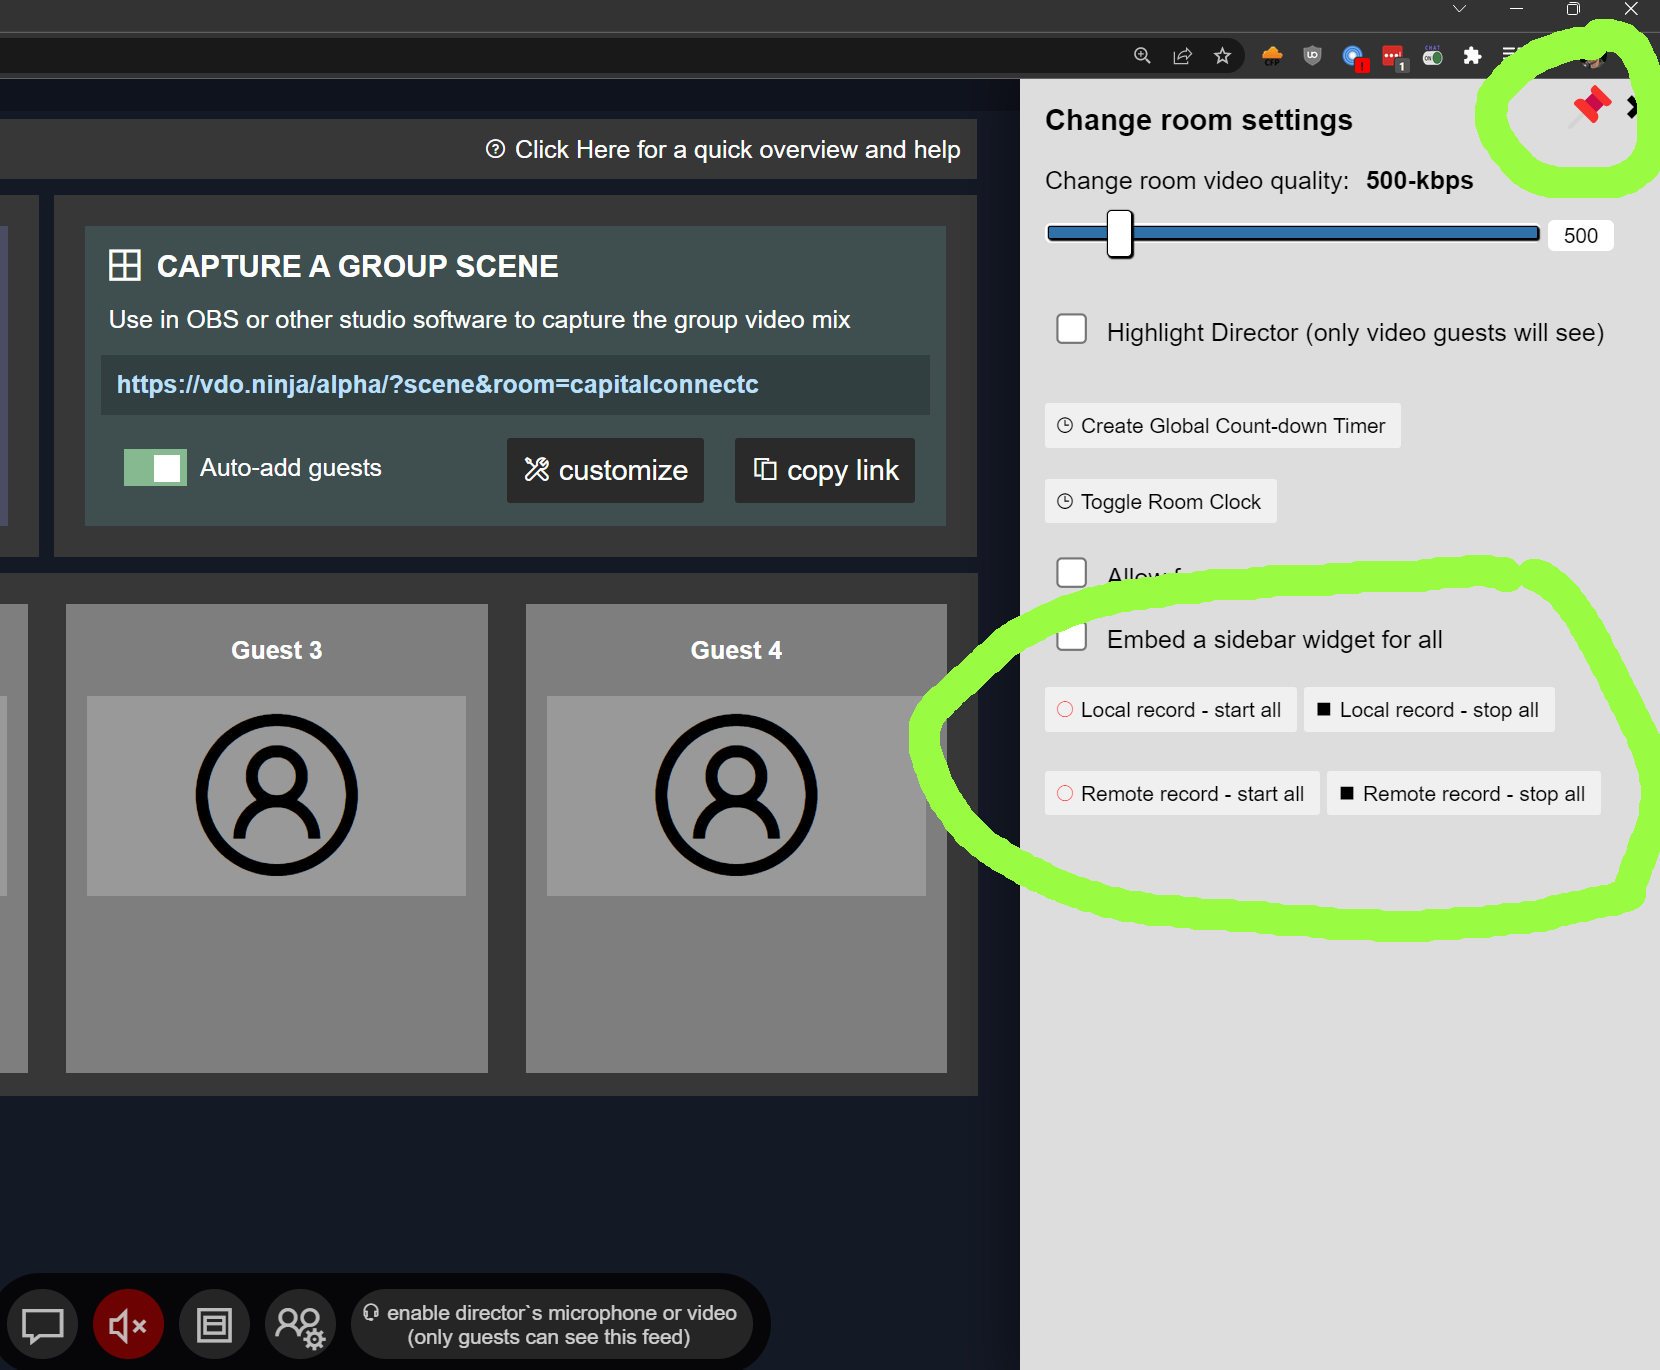 Click Here for a quick overview and help
CAPTURE A GROUP SCENE
Use in OBS or other studio software to capture the group video mix
https://vdo.ninja/alpha/?scene&room=capitalconnectc
Auto-add guests
customize
copy link
Guest 3
Guest 4
enable director`s microphone or video
(only guests can see this feed)
Change room settings
Change room video quality: 500-kbps
500
Highlight Director (only video guests will see)
Create Global Count-down Timer
Toggle Room Clock
Embed a sidebar widget for all
Local record - start all
Local record - stop all
Remote record - start all
Remote record - stop all